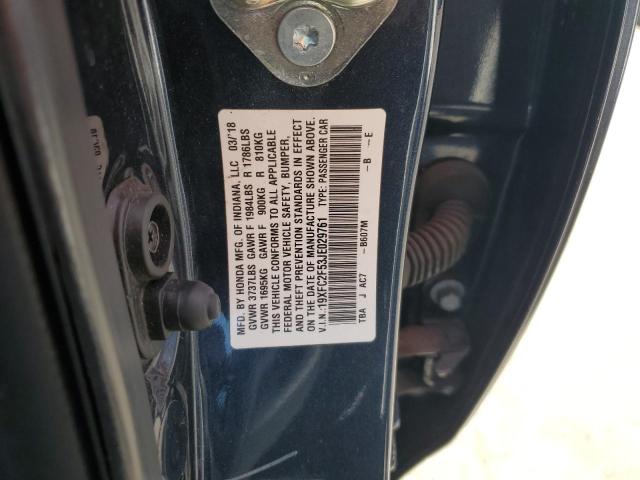 MFD. BY HONDA MFG. OF INDIANA, LLC 03/'18
GVWR 3737LBS GAWR F 1984LBS R 1786LBS
GVWR 1695KG GAWR F 900KG R 810KG
THIS VEHICLE CONFORMS TO ALL APPLICABLE
FEDERAL MOTOR VEHICLE SAFETY, BUMPER,
AND THEFT PREVENTION STANDARDS IN EFFECT
ON THE DATE OF MANUFACTURE SHOWN ABOVE.
V.I.N.:19XFC2F53JE029761 TYPE: PASSENGER CAR
TBA J AC7 -B607M -B -E